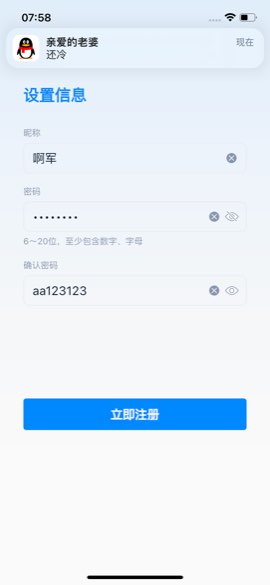 07:58
亲爱的老婆
现在
还冷
设置信息
昵称
啊军
密码
••••••••
6～20位，至少包含数字、字母
确认密码
aa123123
立即注册